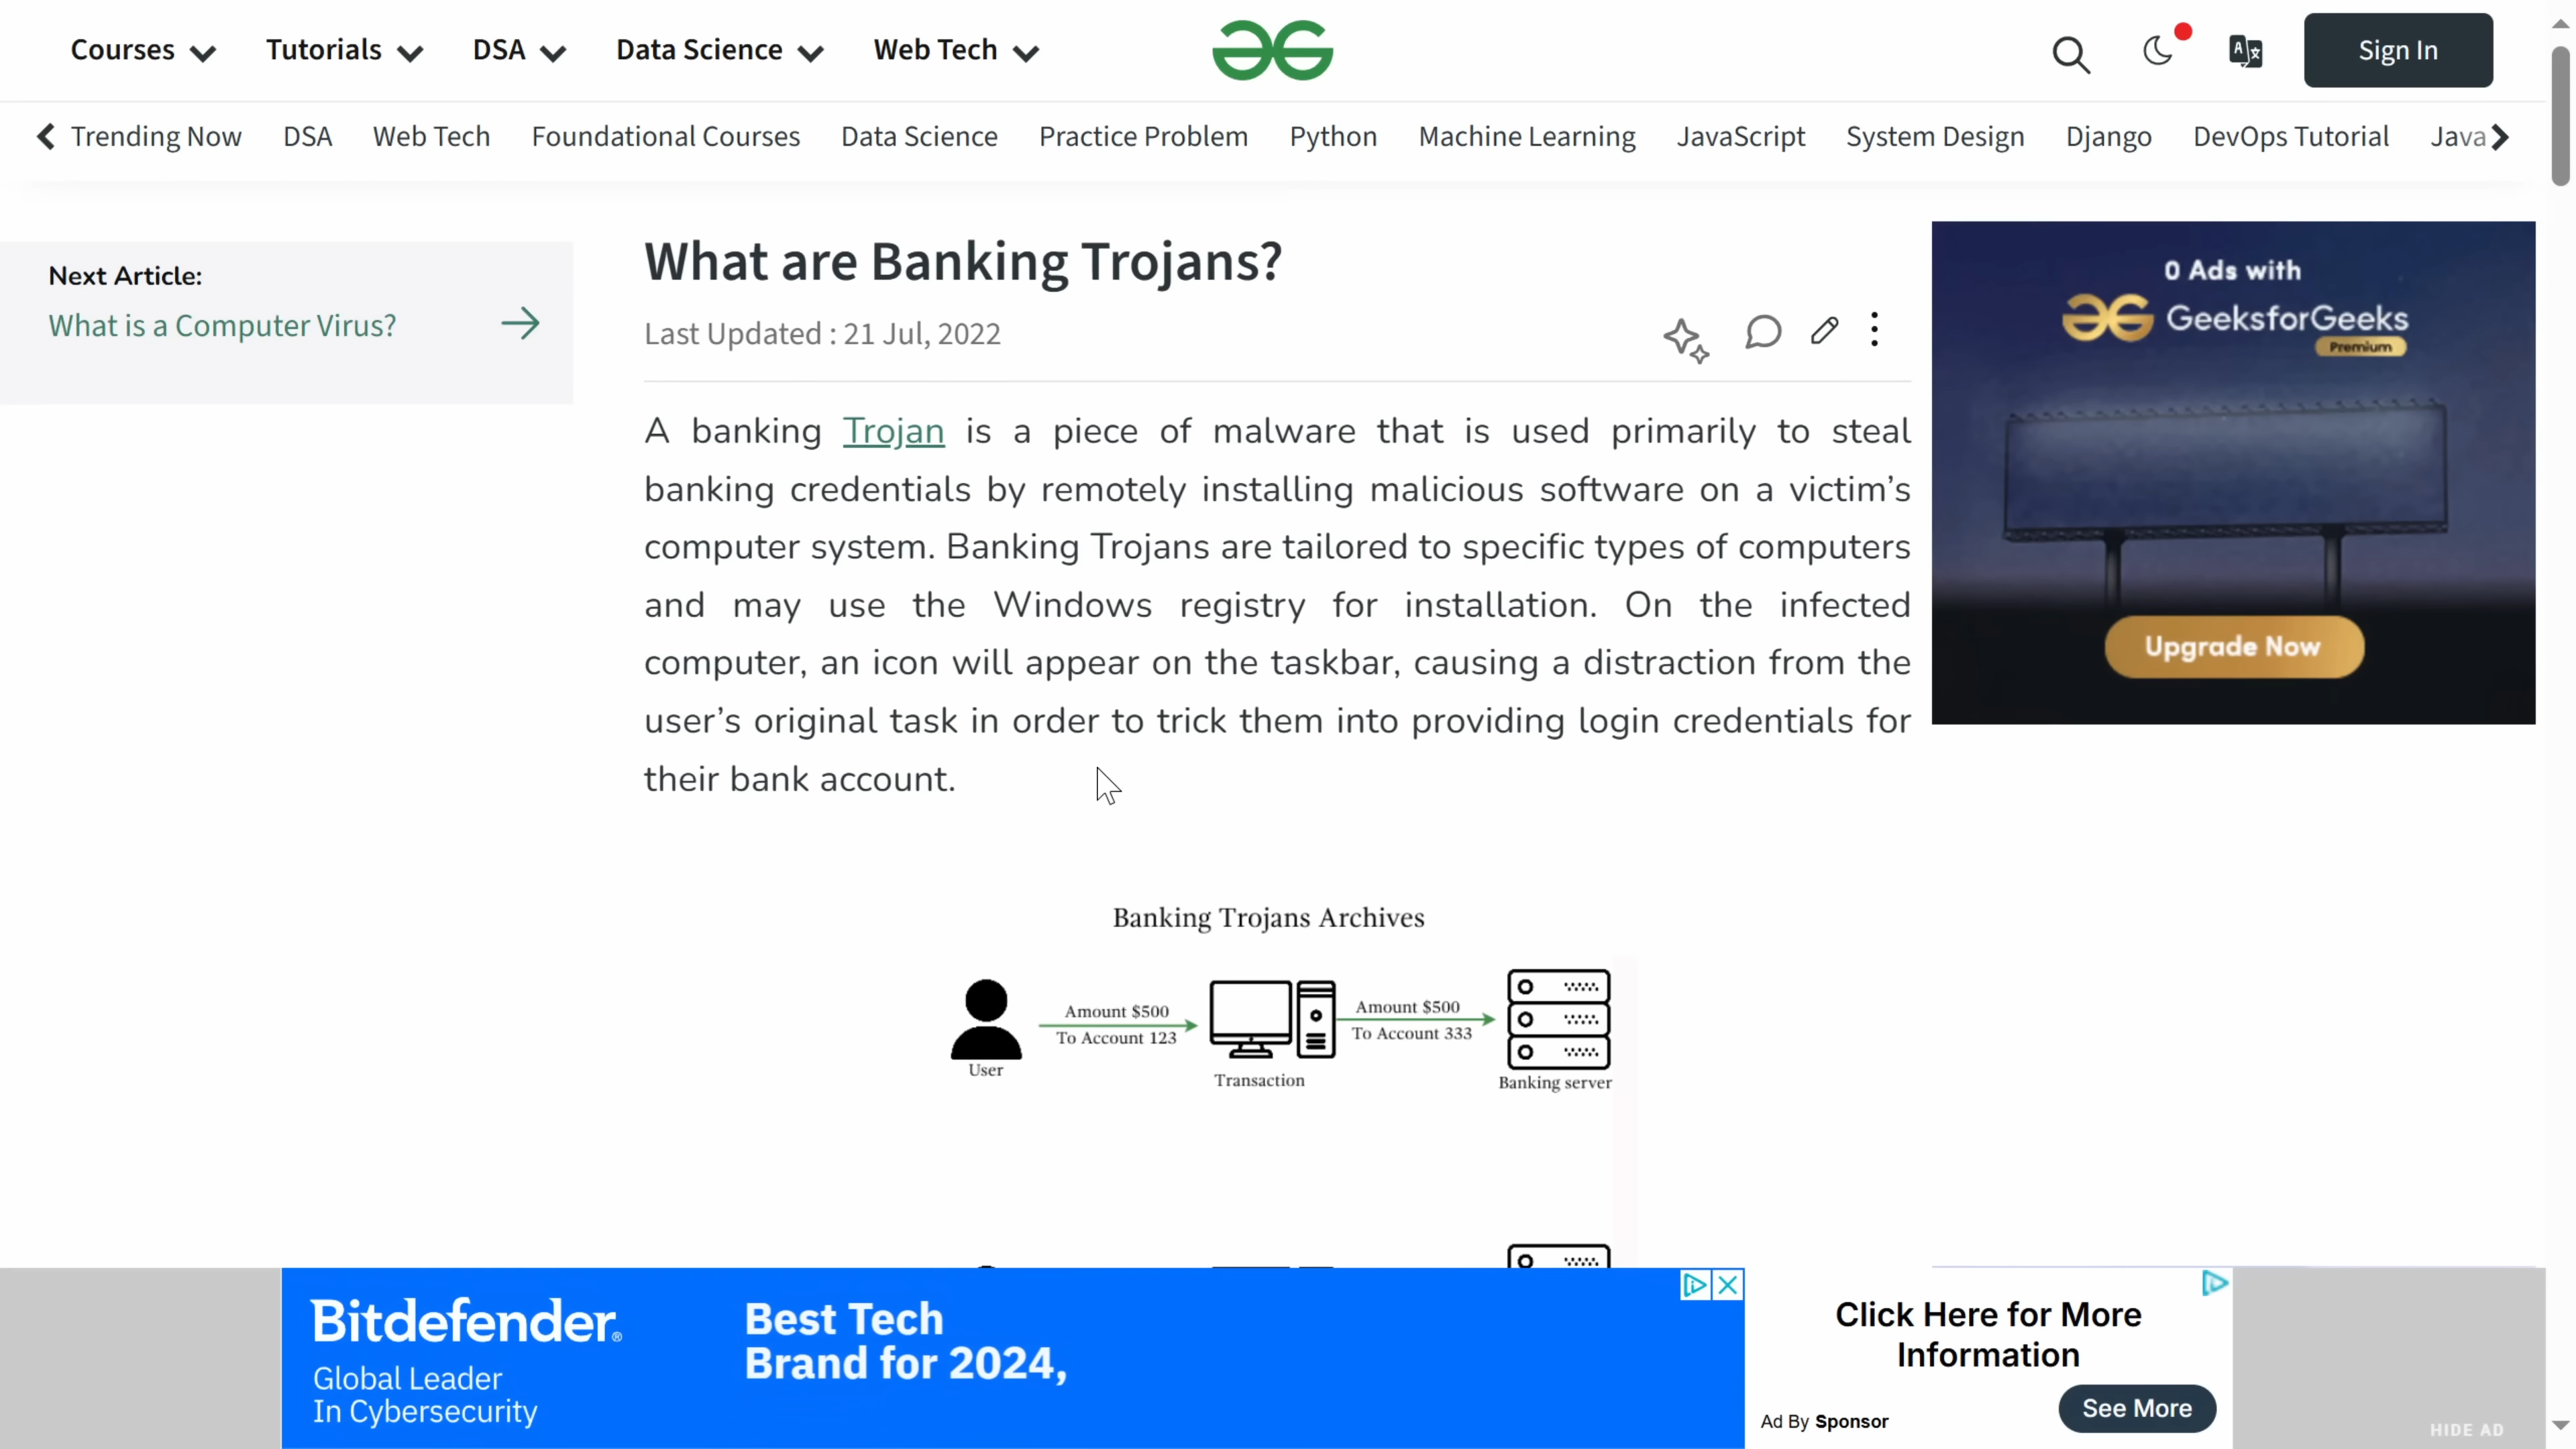 Courses Tutorials DSA Data Science Web Tech Sign In
Trending Now DSA Web Tech Foundational Courses Data Science Practice Problem Python Machine Learning JavaScript System Design Django DevOps Tutorial Java
Next Article:
What is a Computer Virus?
What are Banking Trojans?
Last Updated : 21 Jul, 2022
A banking Trojan is a piece of malware that is used primarily to steal
banking credentials by remotely installing malicious software on a victim’s
computer system. Banking Trojans are tailored to specific types of computers
and may use the Windows registry for installation. On the infected
computer, an icon will appear on the taskbar, causing a distraction from the
user’s original task in order to trick them into providing login credentials for
their bank account.
0 Ads with
GeeksforGeeks
Premium
Upgrade Now
Banking Trojans Archives
Amount $500
To Account 123
Amount $500
To Account 333
User
Transaction
Banking server
Bitdefender®
Global Leader
In Cybersecurity
Best Tech
Brand for 2024,
Click Here for More
Information
Ad By Sponsor
See More
HIDE AD